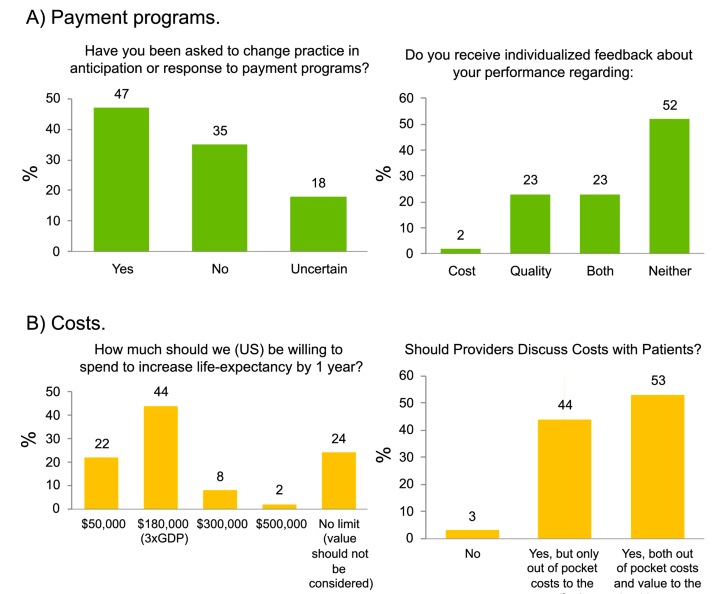 A) Payment programs.
Have you been asked to change practice in
anticipation or response to payment programs?
%
50
40
30
20
10
0
47
35
18
Yes
No
Uncertain
Do you receive individualized feedback about
your performance regarding:
%
60
50
40
30
20
10
0
2
23
23
52
Cost
Quality
Both
Neither
B) Costs.
How much should we (US) be willing to
spend to increase life-expectancy by 1 year?
%
50
40
30
20
10
0
22
44
8
2
24
$50,000
$180,000
(3xGDP)
$300,000
$500,000
No limit
(value
should not
be
considered)
Should Providers Discuss Costs with Patients?
%
60
50
40
30
20
10
0
3
44
53
No
Yes, but only
out of pocket
costs to the
Yes, both out
of pocket costs
and value to the